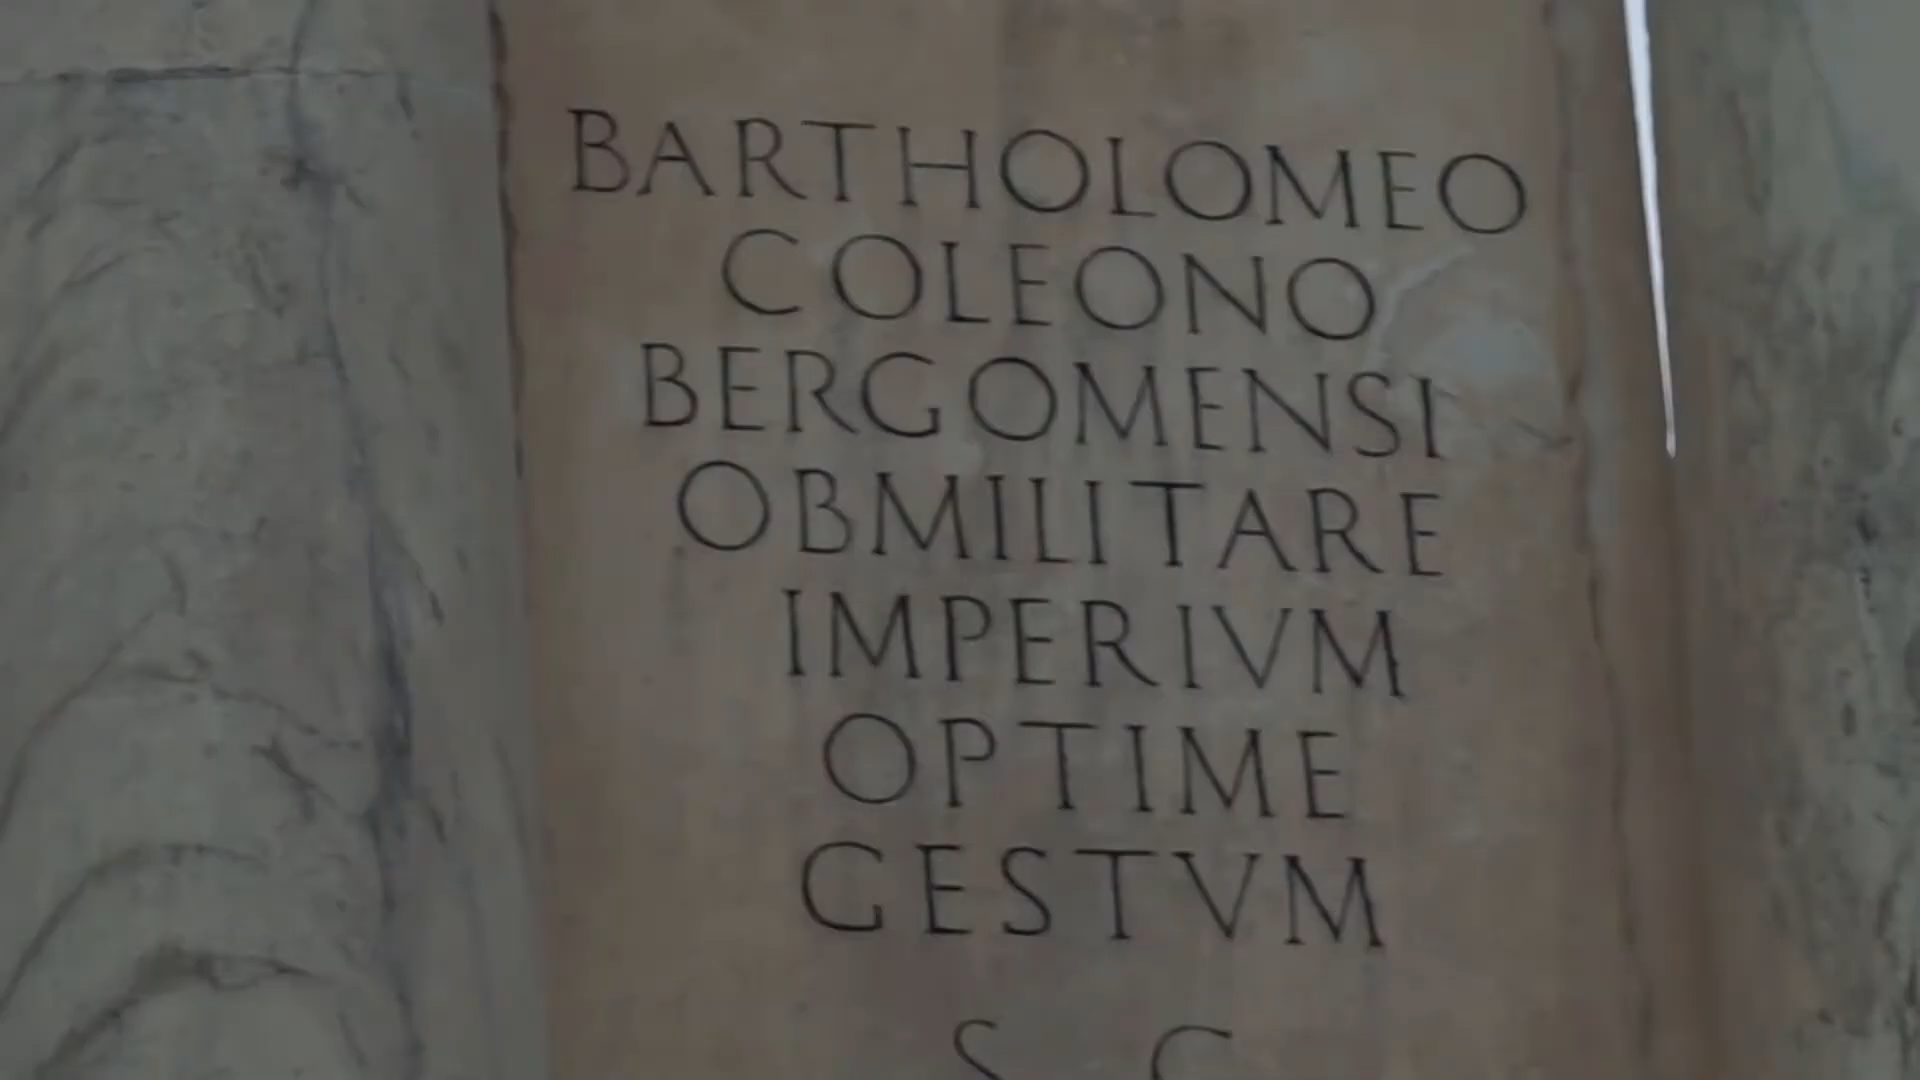 BARTHOLOMEO
COLEONO
BERGOMENSI
OBMILITARE
IMPERIVM
OPTIME
GESTVM
S C